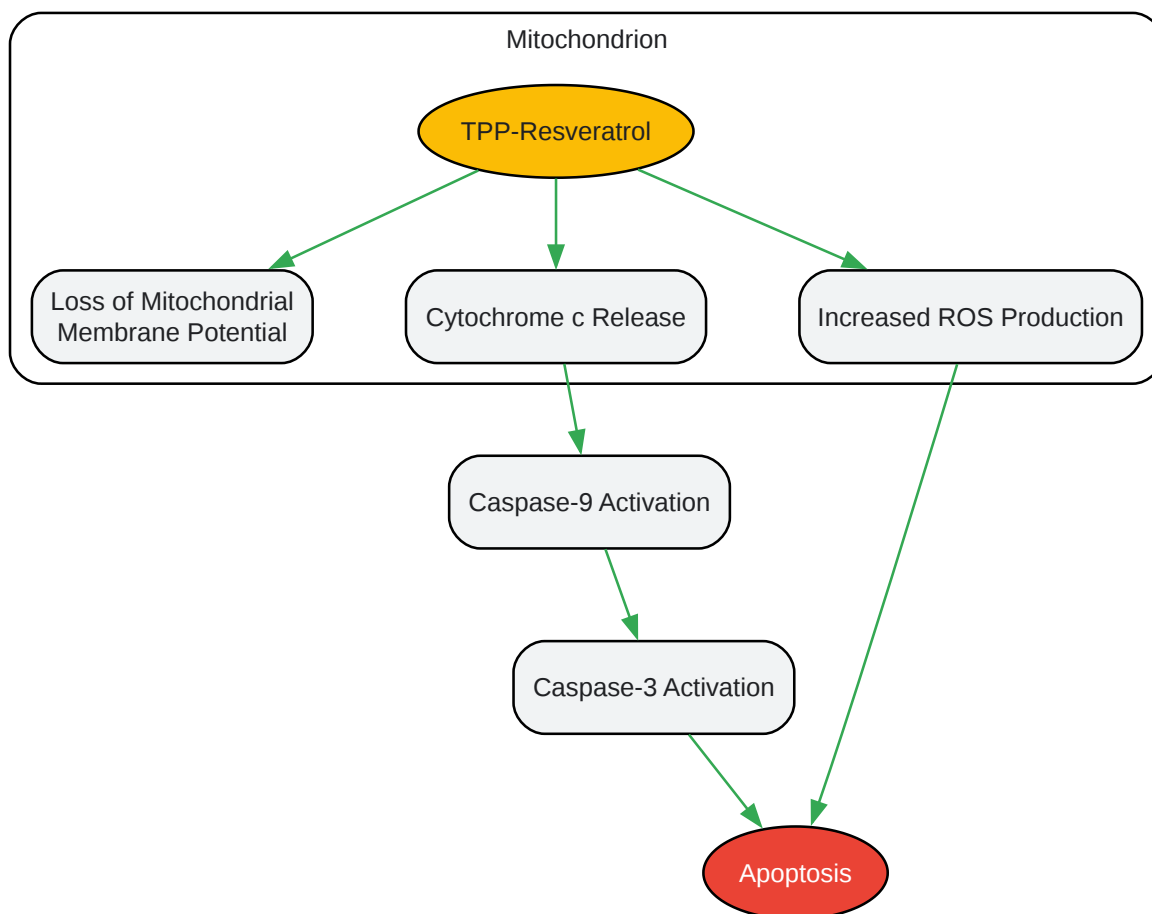 Mitochondrion
TPP-Resveratrol
Loss of Mitochondrial
Membrane Potential
Cytochrome c Release
Increased ROS Production
Caspase-9 Activation
Caspase-3 Activation
Apoptosis